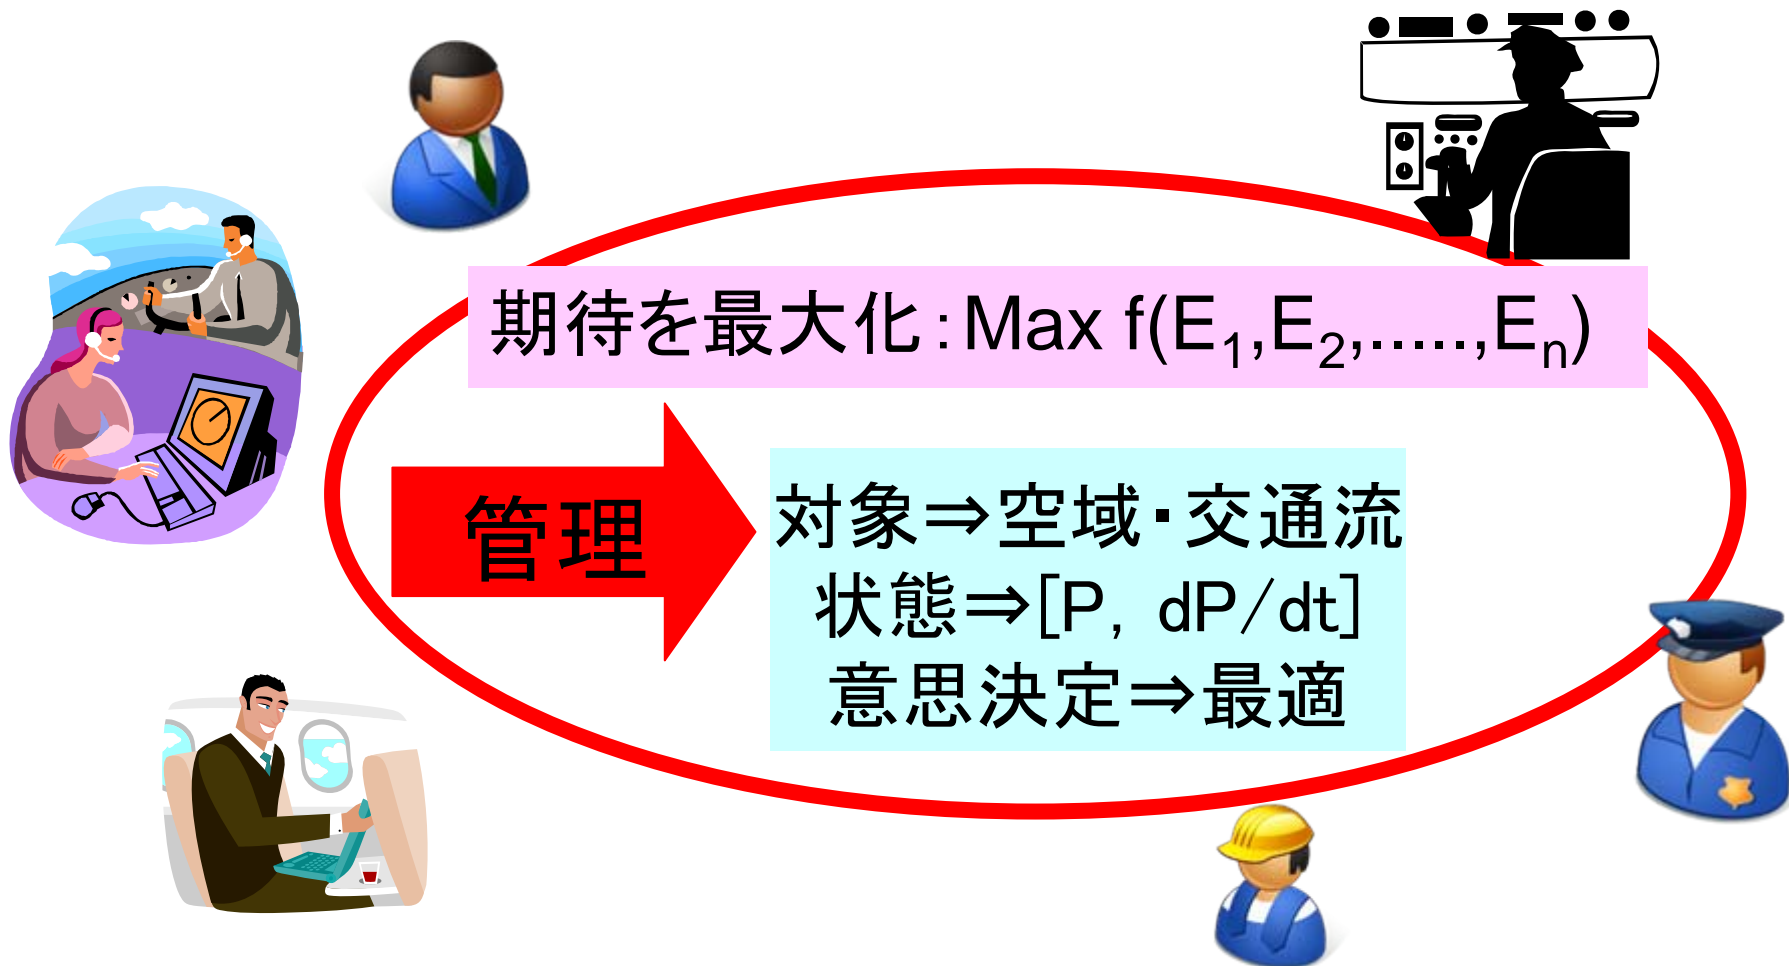 期待を最大化：Max f(E₁,E₂,.....,Eₙ)
管理
対象⇒空域・交通流
状態⇒[P, dP/dt]
意思決定⇒最適